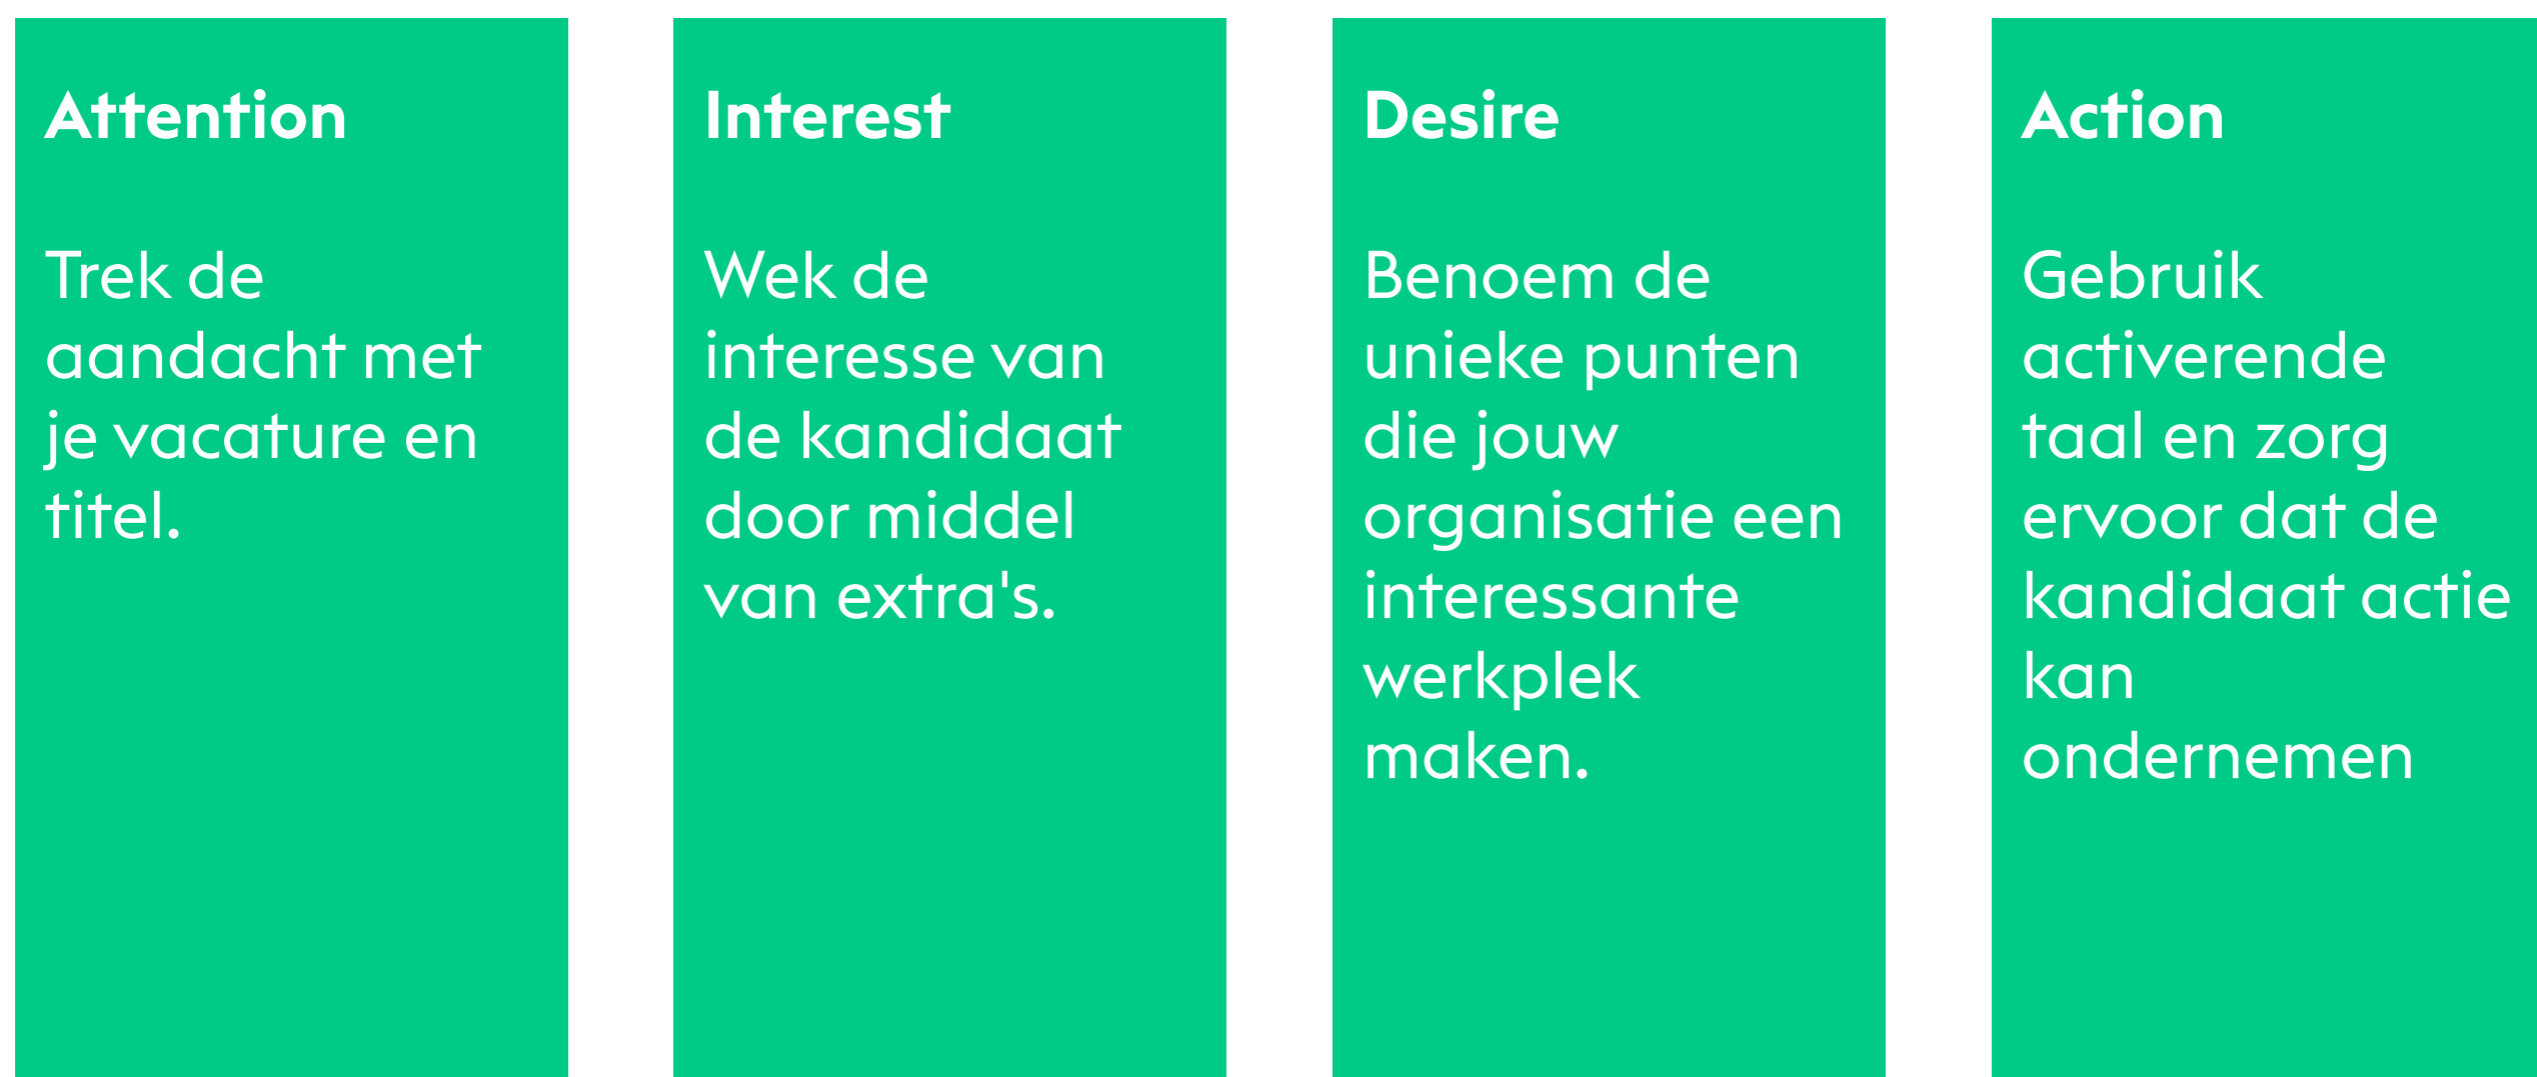 Attention
Trek de
aandacht met
je vacature en
titel.
Interest
Wek de
interesse van
de kandidaat
door middel
van extra's.
Desire
Benoem de
unieke punten
die jouw
organisatie een
interessante
werkplek
maken.
Action
Gebruik
activerende
taal en zorg
ervoor dat de
kandidaat actie
kan
ondernemen